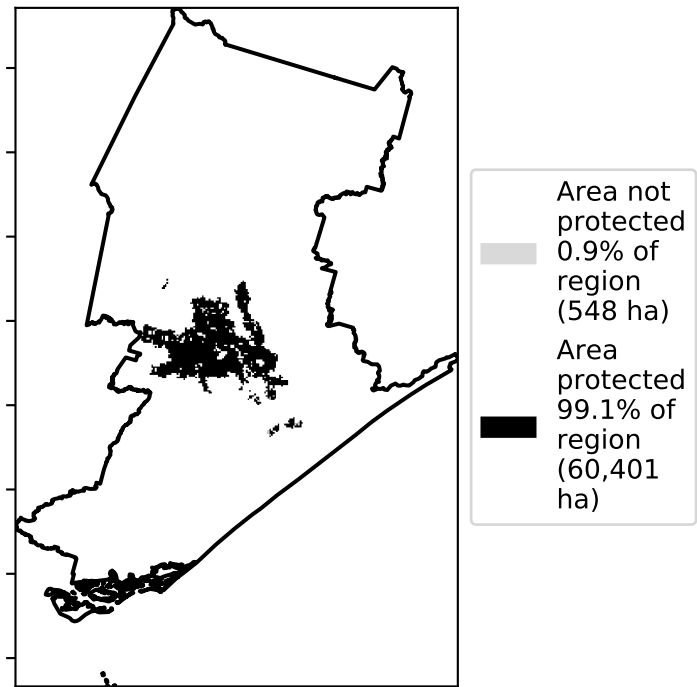 Area not
protected
0.9% of
region
(548 ha)
Area
protected
99.1% of
region
(60,401
ha)